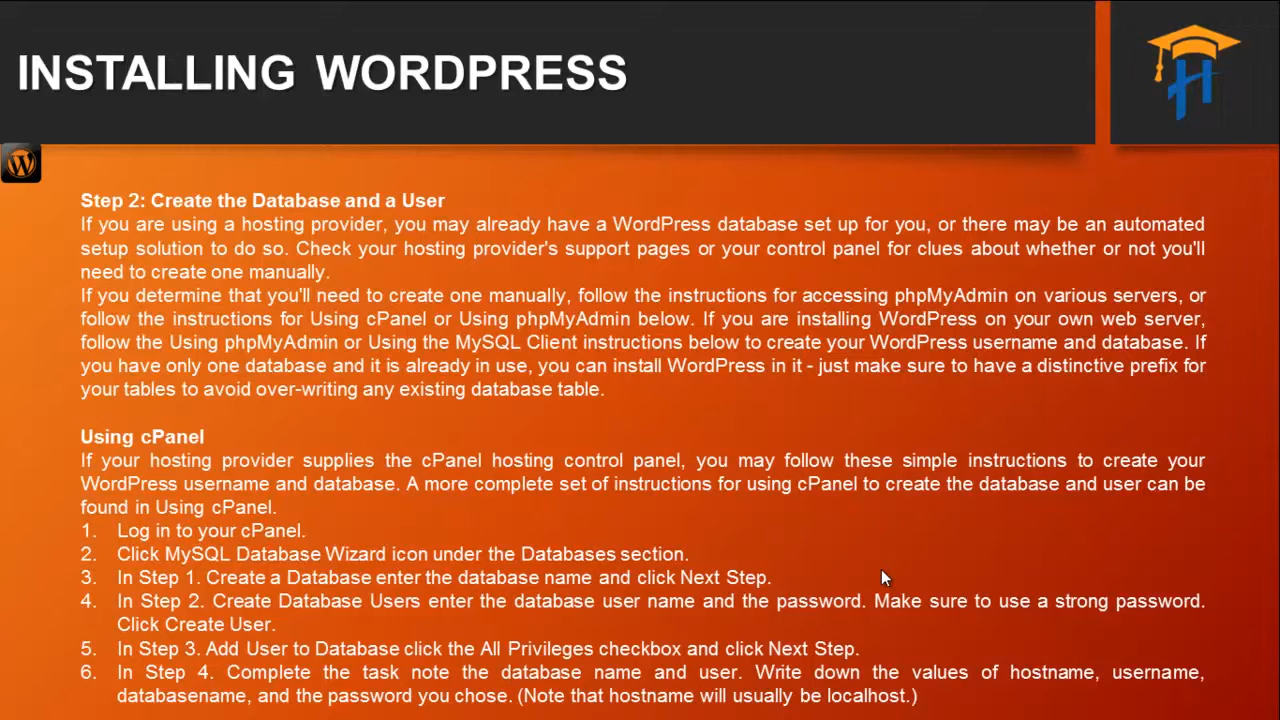 INSTALLING WORDPRESS
Step 2: Create the Database and a User
If you are using a hosting provider, you may already have a WordPress database set up for you, or there may be an automated
setup solution to do so. Check your hosting provider's support pages or your control panel for clues about whether or not you'll
need to create one manually.
If you determine that you'll need to create one manually, follow the instructions for accessing phpMyAdmin on various servers, or
follow the instructions for Using cPanel or Using phpMyAdmin below. If you are installing WordPress on your own web server,
follow the Using phpMyAdmin or Using the MySQL Client instructions below to create your WordPress username and database. If
you have only one database and it is already in use, you can install WordPress in it - just make sure to have a distinctive prefix for
your tables to avoid over-writing any existing database table.
Using cPanel
If your hosting provider supplies the cPanel hosting control panel, you may follow these simple instructions to create your
WordPress username and database. A more complete set of instructions for using cPanel to create the database and user can be
found in Using cPanel.
1. Log in to your cPanel.
2. Click MySQL Database Wizard icon under the Databases section.
3. In Step 1. Create a Database enter the database name and click Next Step.
4. In Step 2. Create Database Users enter the database user name and the password. Make sure to use a strong password.
Click Create User.
5. In Step 3. Add User to Database click the All Privileges checkbox and click Next Step.
6. In Step 4. Complete the task note the database name and user. Write down the values of hostname, username,
databasename, and the password you chose. (Note that hostname will usually be localhost.)